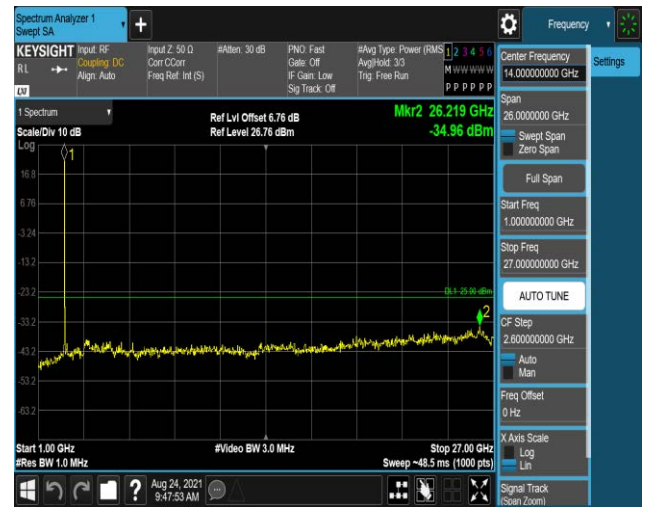 Spectrum Analyzer 1
Swept SA
Frequency
KEYSIGHT
RL
LXI
Input: RF
Coupling: DC
Align: Auto
Input Z: 50 Ω
Corr CCorr
Freq Ref: Int (S)
#Atten: 30 dB
PNO: Fast
Gate: Off
IF Gain: Low
Sig Track: Off
#Avg Type: Power (RMS
Avg|Hold: 3/3
Trig: Free Run
1 2 3 4 5 6
M W W W W W
P P P P P P
Center Frequency
14.000000000 GHz
Settings
Span
26.0000000 GHz
Swept Span
Zero Span
Full Span
Start Freq
1.000000000 GHz
Stop Freq
27.000000000 GHz
AUTO TUNE
CF Step
2.600000000 GHz
Auto
Man
Freq Offset
0 Hz
X Axis Scale
Log
Lin
Signal Track
(Span Zoom)
1 Spectrum
Scale/Div 10 dB
Log
Ref Lvl Offset 6.76 dB
Ref Level 26.76 dBm
Mkr2 26.219 GHz
-34.96 dBm
1
16.8
6.76
-3.24
-13.2
-23.2
DL1 -25.00 dBm
2
-33.2
-43.2
-53.2
-63.2
Start 1.00 GHz
#Video BW 3.0 MHz
Stop 27.00 GHz
#Res BW 1.0 MHz
Sweep ~48.5 ms (1000 pts)
?
Aug 24, 2021
9:47:53 AM